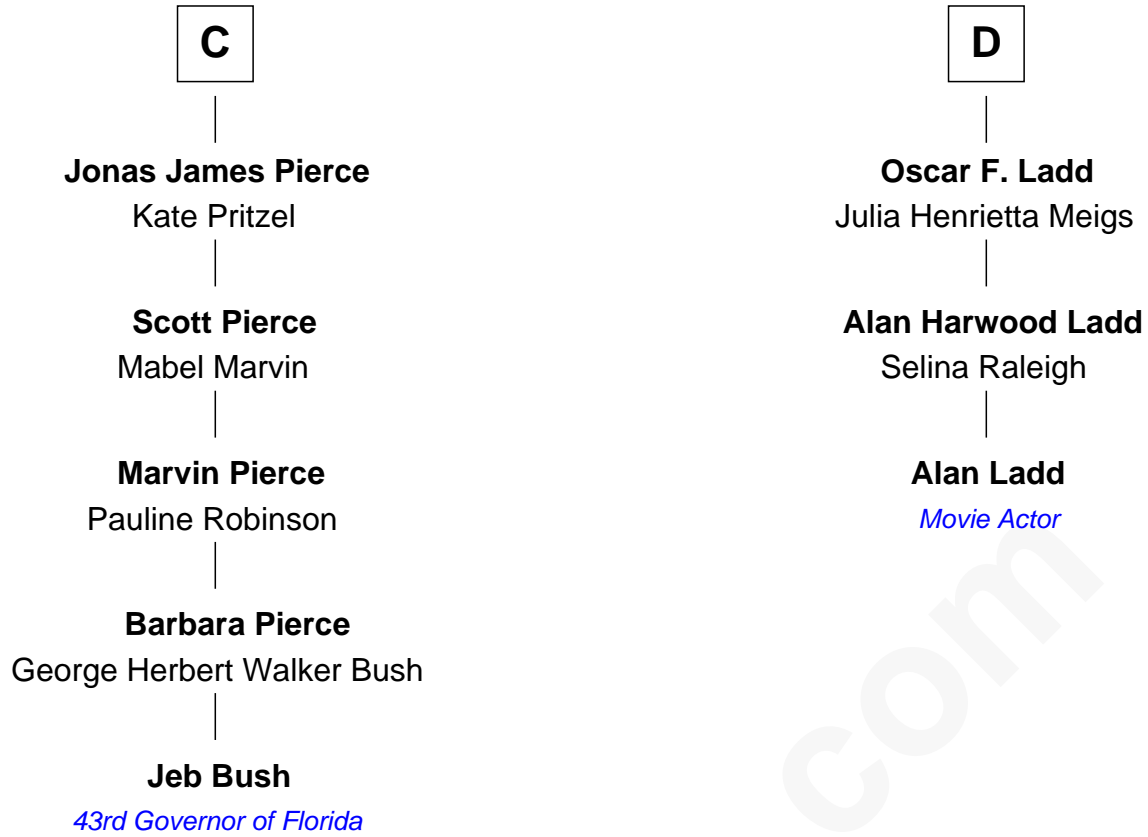 C
Jonas James Pierce
Kate Pritzel
Scott Pierce
Mabel Marvin
Marvin Pierce
Pauline Robinson
Barbara Pierce
George Herbert Walker Bush
Jeb Bush
43rd Governor of Florida
D
Oscar F. Ladd
Julia Henrietta Meigs
Alan Harwood Ladd
Selina Raleigh
Alan Ladd
Movie Actor
com